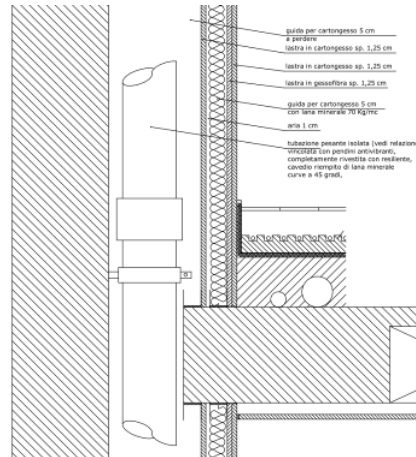 guida per cartongesso 5 cm
a perdere
lastra in cartongesso sp. 1,25 cm
lastra in cartongesso sp. 1,25 cm
lastra in gessofibra sp. 1,25 cm
guida per cartongesso 5 cm
con lana minerale 70 Kg/mc
aria 1 cm
tubazione pesante isolata (vedi relazione
vincolata con pendini antivibranti,
completamente rivestita con resiliente,
cavedio riempito di lana minerale
curve a 45 gradi,